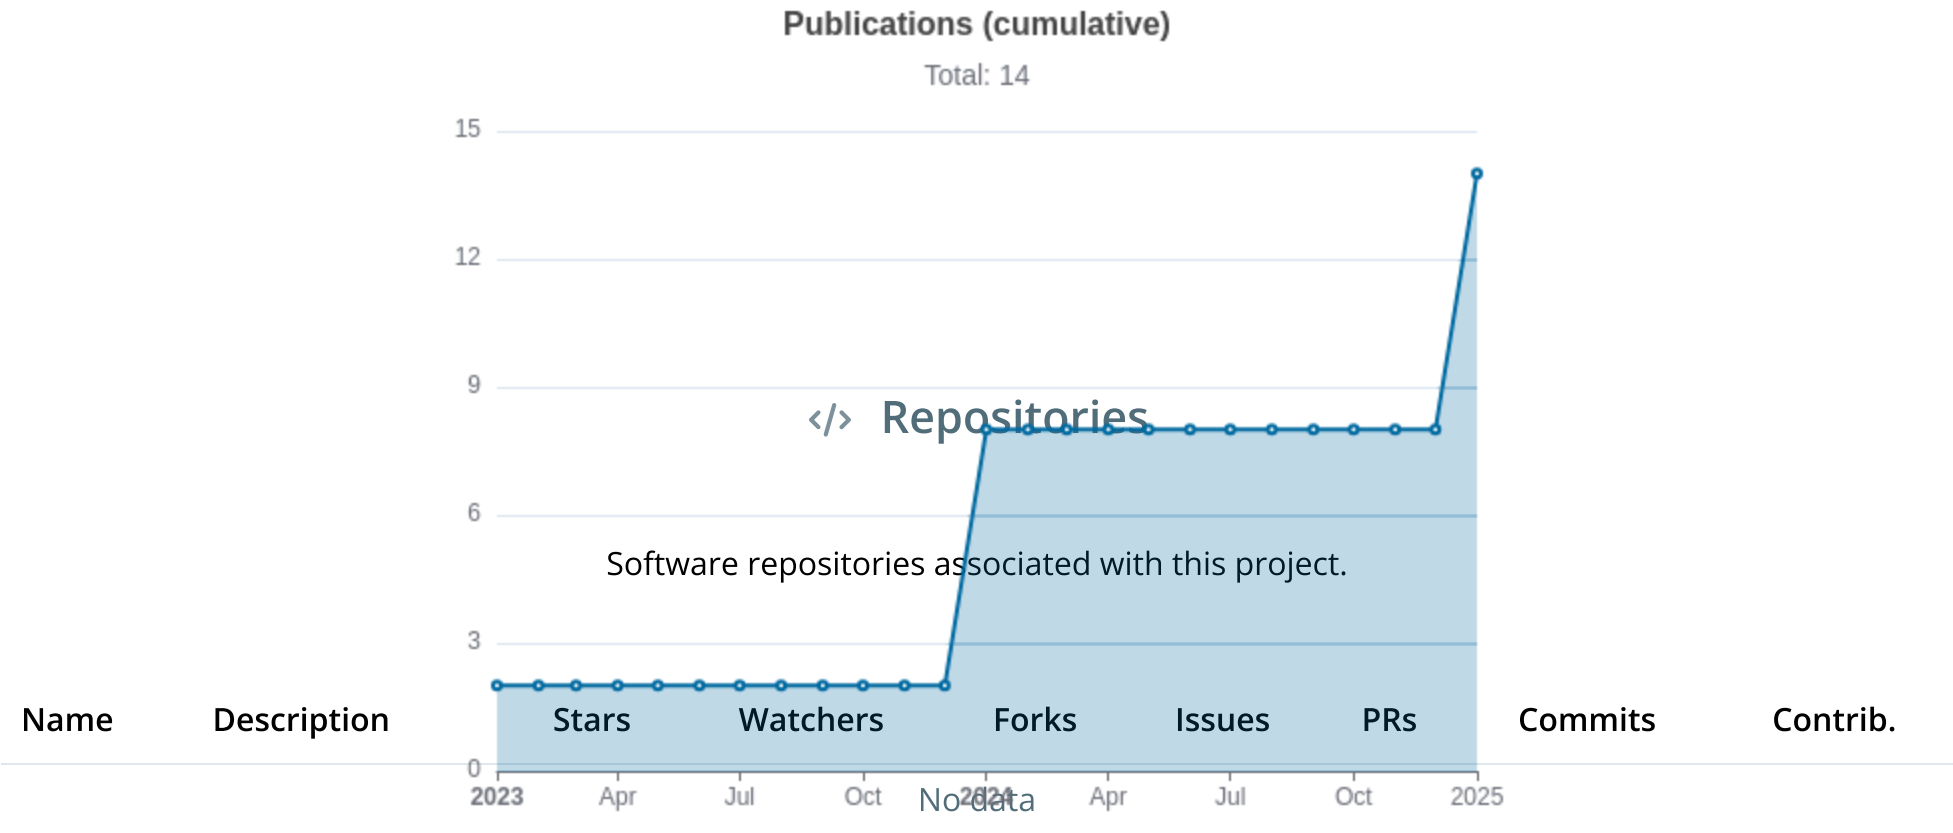 Publications (cumulative)
Total: 14
15
12
9
Repositories
6
Software repositories associated with this project.
3
Name Description Stars Watchers Forks Issues PRs Commits Contrib.
0
2023 Apr Jul Oct 2024 Apr Jul Oct 2025
No data